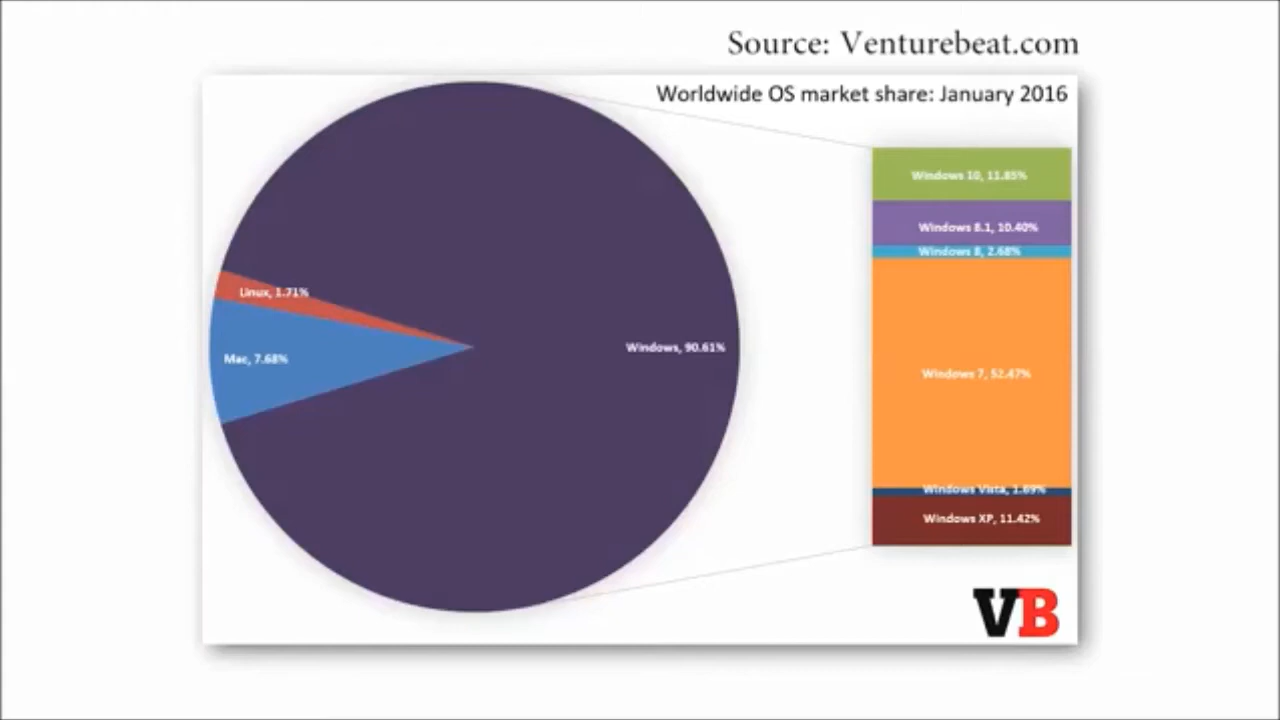 Source: Venturebeat.com
Worldwide OS market share: January 2016
Windows 10, 11.85%
Windows 8.1, 10.40%
Windows 8, 2.68%
Linux, 1.71%
Mac, 7.68%
Windows, 90.61%
Windows 7, 52.47%
Windows Vista, 1.69%
Windows XP, 11.42%
VB